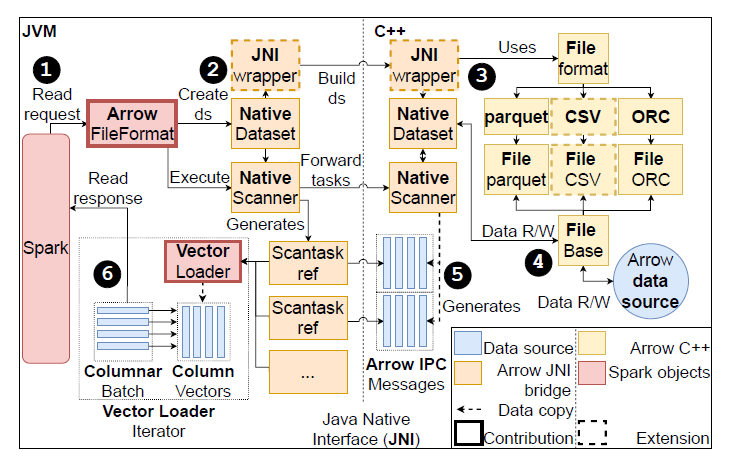 JVM
C++
1
Read
request
Arrow
FileFormat
Create
ds
2
JNI
wrapper
Build
ds
JNI
wrapper
3
Uses
File
format
Native
Dataset
Native
Dataset
parquet
CSV
ORC
Execute
Native
Scanner
Forward
tasks
Native
Scanner
File
parquet
File
CSV
File
ORC
Read
response
Spark
Generates
Data R/W
4
File
Base
Arrow
data
source
Data R/W
6
Vector
Loader
Scantask
ref
5
Generates
Scantask
ref
...
Columnar
Batch
Column
Vectors
Vector Loader
Iterator
Arrow IPC
Messages
Java Native
Interface (JNI)
Data source
Arrow C++
Arrow JNI
bridge
Spark objects
Data copy
Contribution
Extension